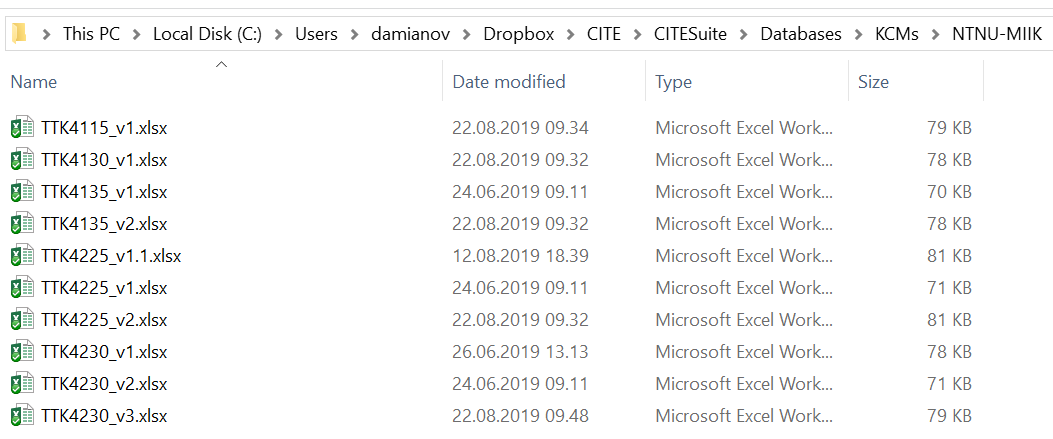 This PC > Local Disk (C:) > Users > damianov > Dropbox > CITE > CITESuite > Databases > KCMs > NTNU-MIIK
Name Date modified Type Size
TTK4115_v1.xlsx 22.08.2019 09.34 Microsoft Excel Work... 79 KB
TTK4130_v1.xlsx 22.08.2019 09.32 Microsoft Excel Work... 78 KB
TTK4135_v1.xlsx 24.06.2019 09.11 Microsoft Excel Work... 70 KB
TTK4135_v2.xlsx 22.08.2019 09.32 Microsoft Excel Work... 78 KB
TTK4225_v1.1.xlsx 12.08.2019 18.39 Microsoft Excel Work... 81 KB
TTK4225_v1.xlsx 24.06.2019 09.11 Microsoft Excel Work... 71 KB
TTK4225_v2.xlsx 22.08.2019 09.32 Microsoft Excel Work... 81 KB
TTK4230_v1.xlsx 26.06.2019 13.13 Microsoft Excel Work... 78 KB
TTK4230_v2.xlsx 24.06.2019 09.11 Microsoft Excel Work... 71 KB
TTK4230_v3.xlsx 22.08.2019 09.48 Microsoft Excel Work... 79 KB